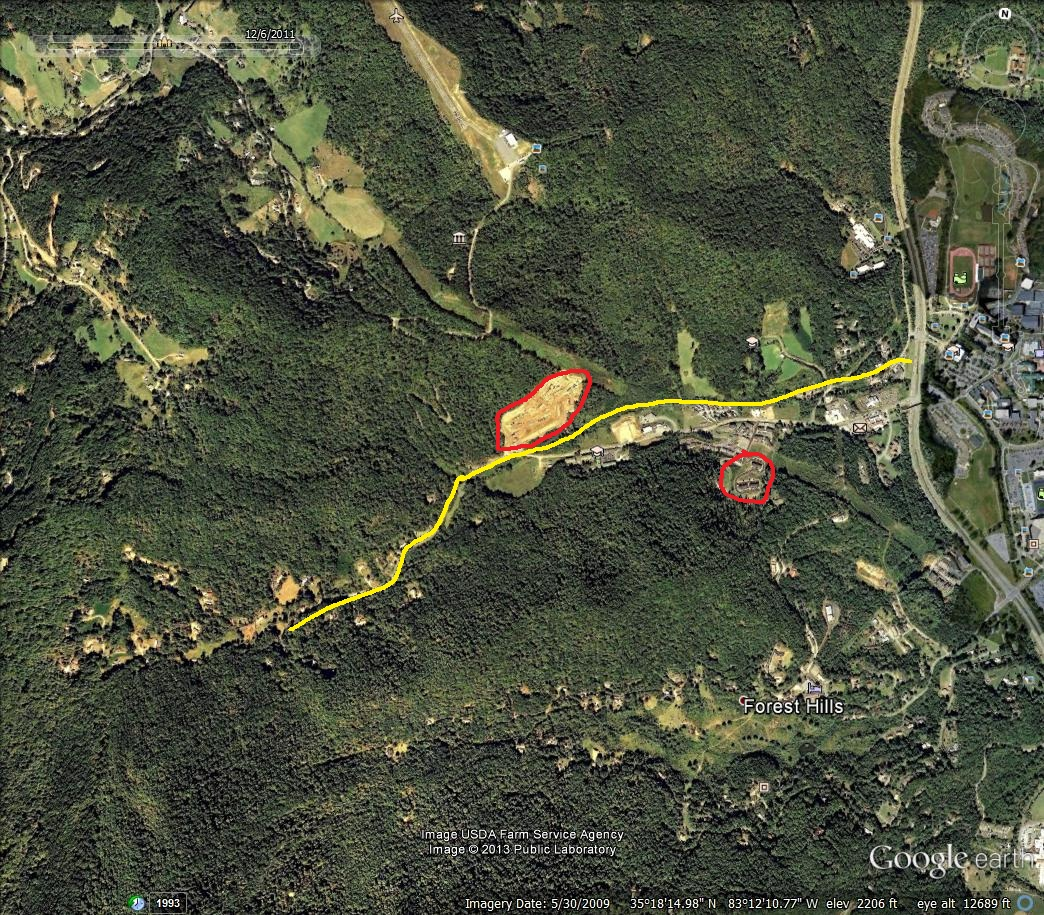 12/6/2011
N
Forest Hills
Image USDA Farm Service Agency
Image © 2013 Public Laboratory
Google earth
1993
Imagery Date: 5/30/2009 35°18'14.98" N 83°12'10.77" W elev 2206 ft eye alt 12689 ft